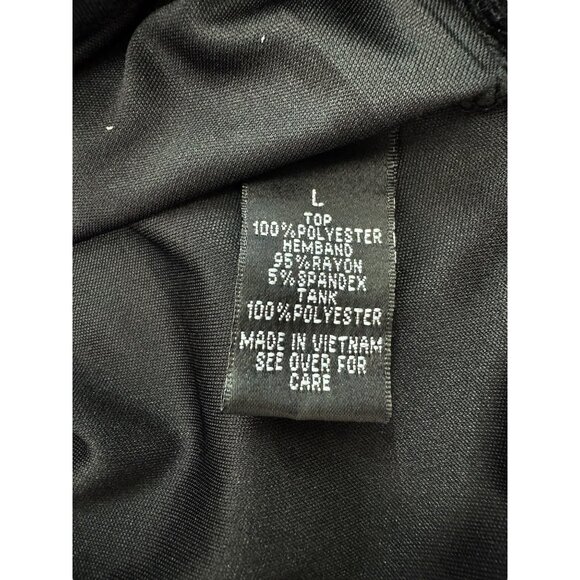 L
TOP
100%POLYESTER
HEMBAND
95%RAYON
5%SPANDEX
TANK
100%POLYESTER
MADE IN VIETNAM
SEE OVER FOR
CARE